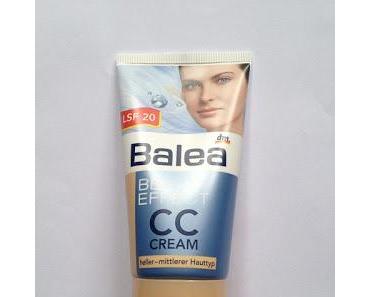 LSF 20
dm
Balea
EFFECT
CC
CREAM
heller-mittlerer Hauttyp